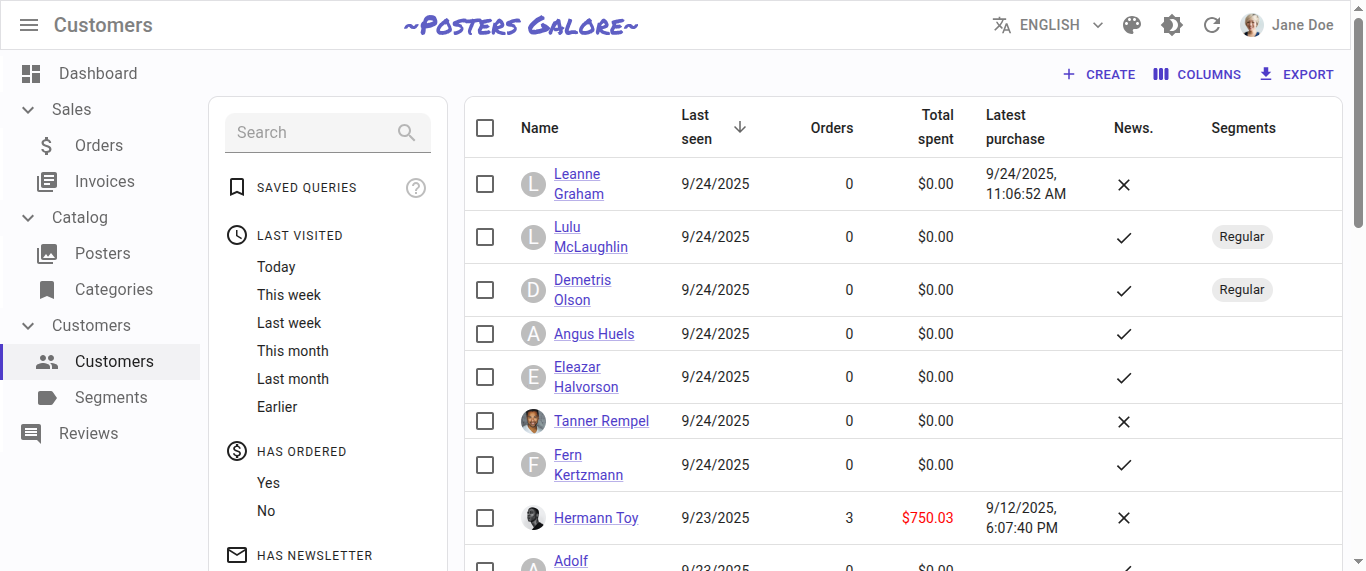 Customers
~Posters Galore~
ENGLISH
Jane Doe
Dashboard
Sales
Orders
Invoices
Catalog
Posters
Categories
Customers
Customers
Segments
Reviews
CREATE
COLUMNS
EXPORT
Search
SAVED QUERIES
?
LAST VISITED
Today
This week
Last week
This month
Last month
Earlier
HAS ORDERED
Yes
No
HAS NEWSLETTER
Name
Last
seen
Orders
Total
spent
Latest
purchase
News.
Segments
L
Leanne
Graham
9/24/2025
0
$0.00
9/24/2025,
11:06:52 AM
L
Lulu
McLaughlin
9/24/2025
0
$0.00
Regular
D
Demetris
Olson
9/24/2025
0
$0.00
Regular
A
Angus Huels
9/24/2025
0
$0.00
E
Eleazar
Halvorson
9/24/2025
0
$0.00
Tanner Rempel
9/24/2025
0
$0.00
F
Fern
Kertzmann
9/24/2025
0
$0.00
Hermann Toy
9/23/2025
3
$750.03
9/12/2025,
6:07:40 PM
A
Adolf
9/23/2025
0
$0.00